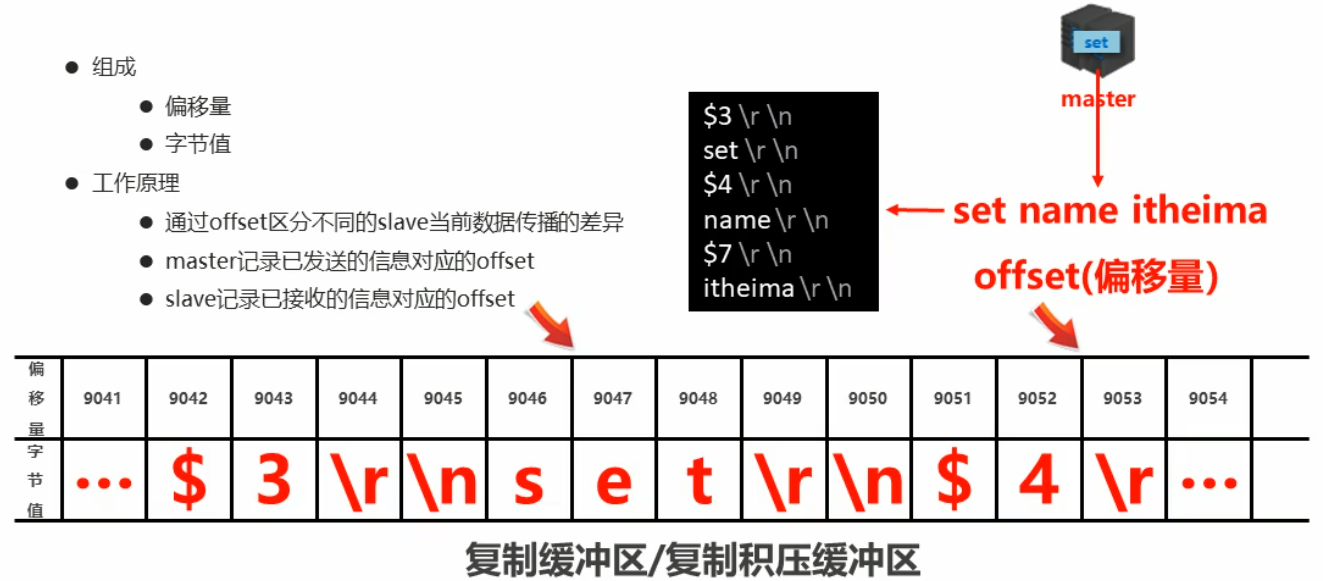 ● 组成
● 偏移量
● 字节值
● 工作原理
● 通过offset区分不同的slave当前数据传播的差异
● master记录已发送的信息对应的offset
● slave记录已接收的信息对应的offset
$3 \r \n
set \r \n
$4 \r \n
name \r \n
$7 \r \n
itheima \r \n
set
master
set name itheima
offset(偏移量)
偏移量 9041 9042 9043 9044 9045 9046 9047 9048 9049 9050 9051 9052 9053 9054
字节值 ... $ 3 \r \n s e t \r \n $ 4 \r ...
复制缓冲区/复制积压缓冲区